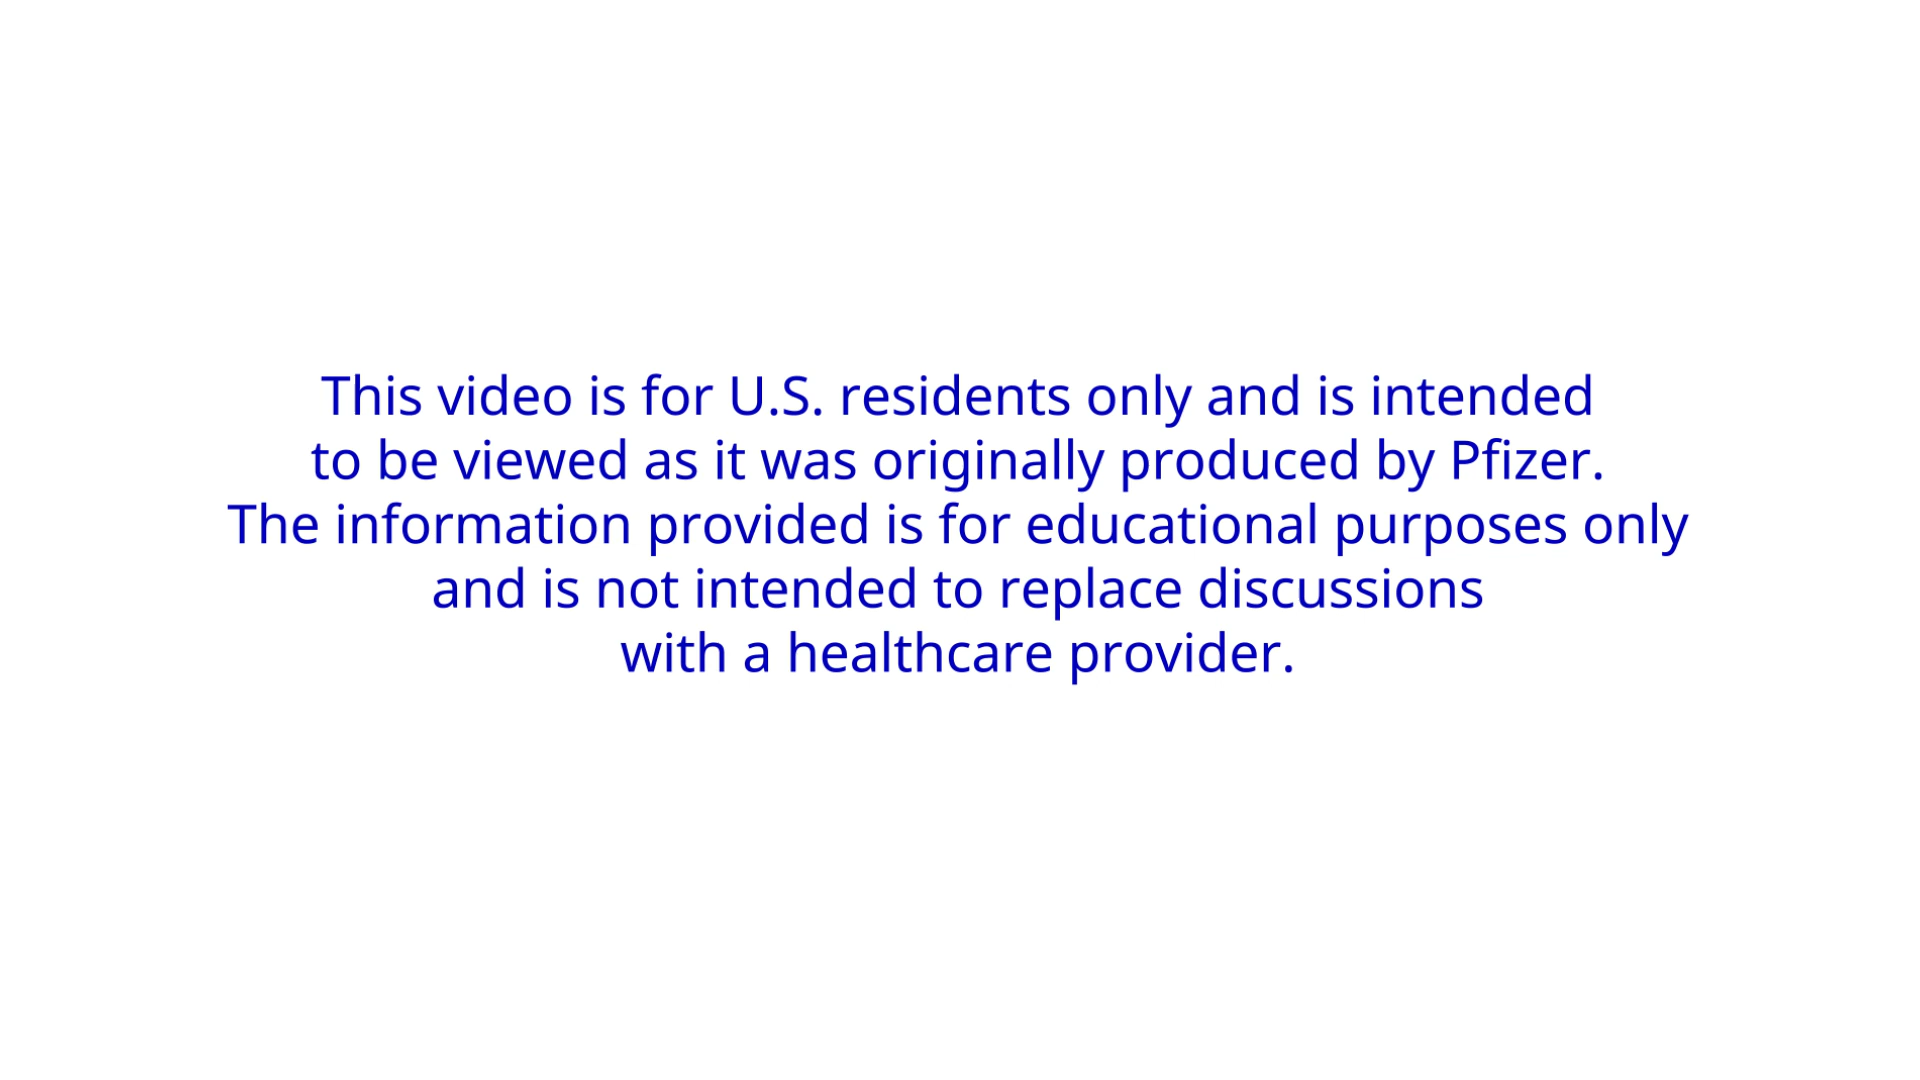 This video is for U.S. residents only and is intended
to be viewed as it was originally produced by Pfizer.
The information provided is for educational purposes only
and is not intended to replace discussions
with a healthcare provider.